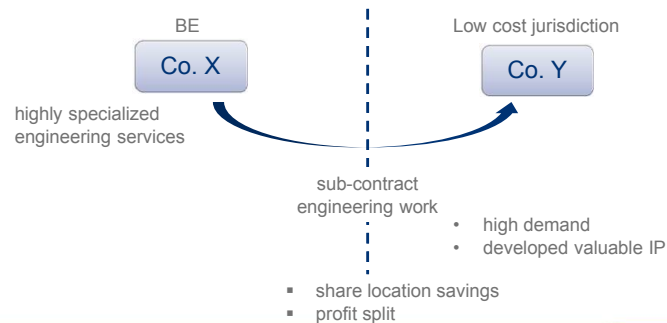 BE
Low cost jurisdiction
Co. X
Co. Y
highly specialized
engineering services
sub-contract
engineering work
• high demand
• developed valuable IP
▪ share location savings
▪ profit split